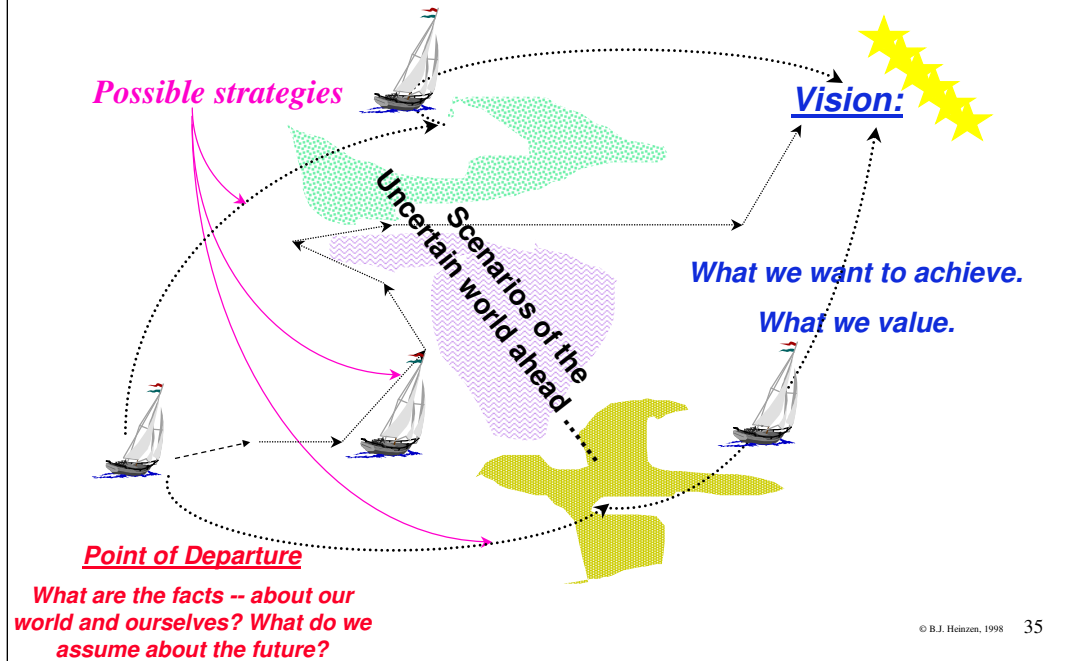 Possible strategies
Vision:
Scenarios of the
Uncertain world ahead
What we want to achieve.
What we value.
Point of Departure
What are the facts -- about our
world and ourselves? What do we
assume about the future?
© B.J. Heinzen, 1998 35